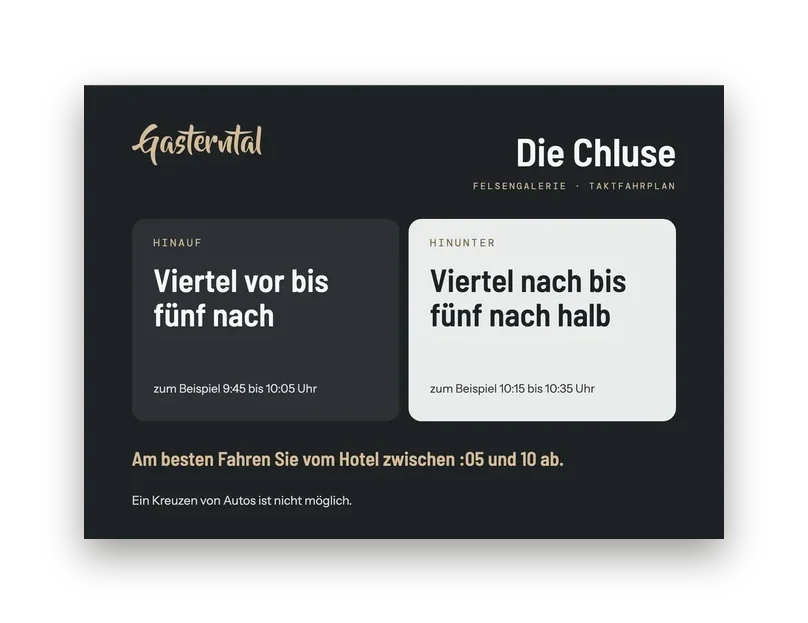 Gasterntal
Die Chluse
FELSENGALERIE · TAKTFAHRPLAN
HINAUF
Viertel vor bis
fünf nach
zum Beispiel 9:45 bis 10:05 Uhr
HINUNTER
Viertel nach bis
fünf nach halb
zum Beispiel 10:15 bis 10:35 Uhr
Am besten Fahren Sie vom Hotel zwischen :05 und 10 ab.
Ein Kreuzen von Autos ist nicht möglich.